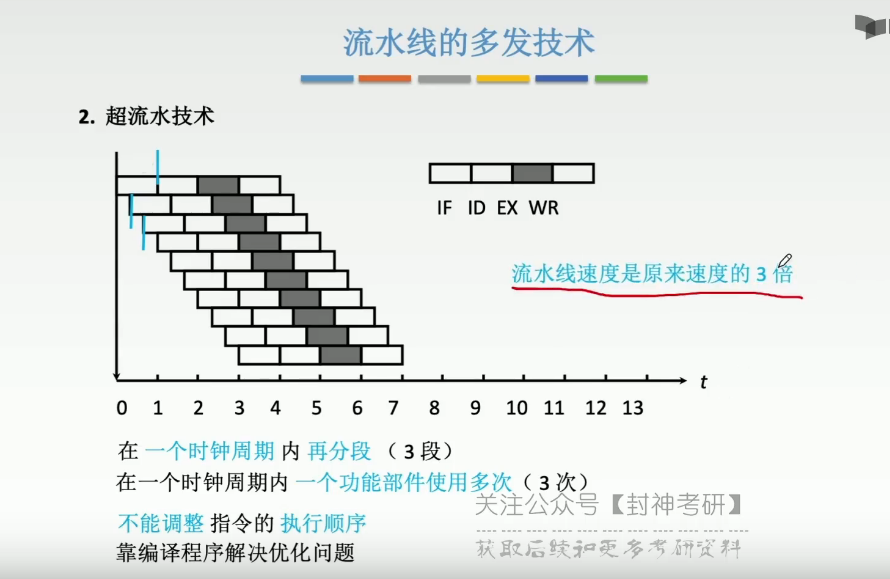 流水线的多发技术
2. 超流水技术
IF ID EX WR
流水线速度是原来速度的 3 倍
t
0 1 2 3 4 5 6 7 8 9 10 11 12 13
在 一个时钟周期 内 再分段 （ 3 段）
在一个时钟周期内 一个功能部件使用多次（ 3 次）
关注公众号【封神考研】
不能调整 指令的 执行顺序
获取后续和更多考研资料
靠编译程序解决优化问题